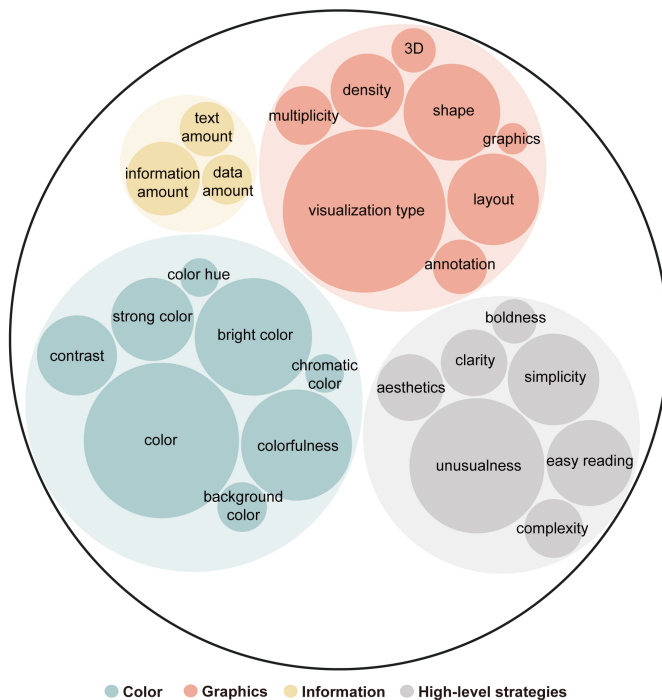 3D
density
shape
multiplicity
graphics
visualization type
layout
annotation
text
amount
information
amount
data
amount
color hue
strong color
bright color
contrast
chromatic
color
color
colorfulness
background
color
boldness
clarity
simplicity
aesthetics
unusualness
easy reading
complexity
Color Graphics Information High-level strategies